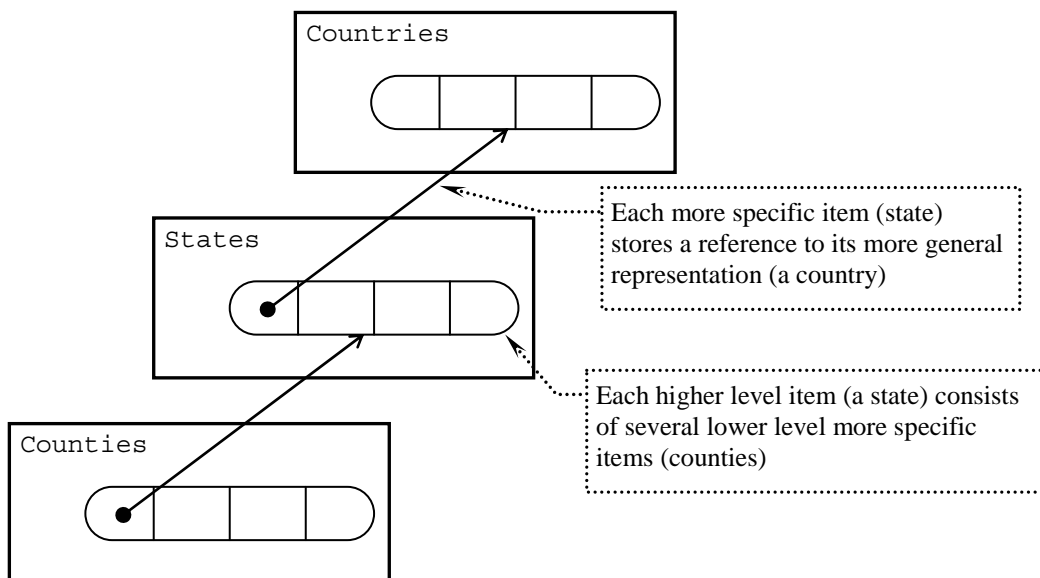 Countries
Each more specific item (state)
stores a reference to its more general
representation (a country)
States
Each higher level item (a state) consists
of several lower level more specific
items (counties)
Counties